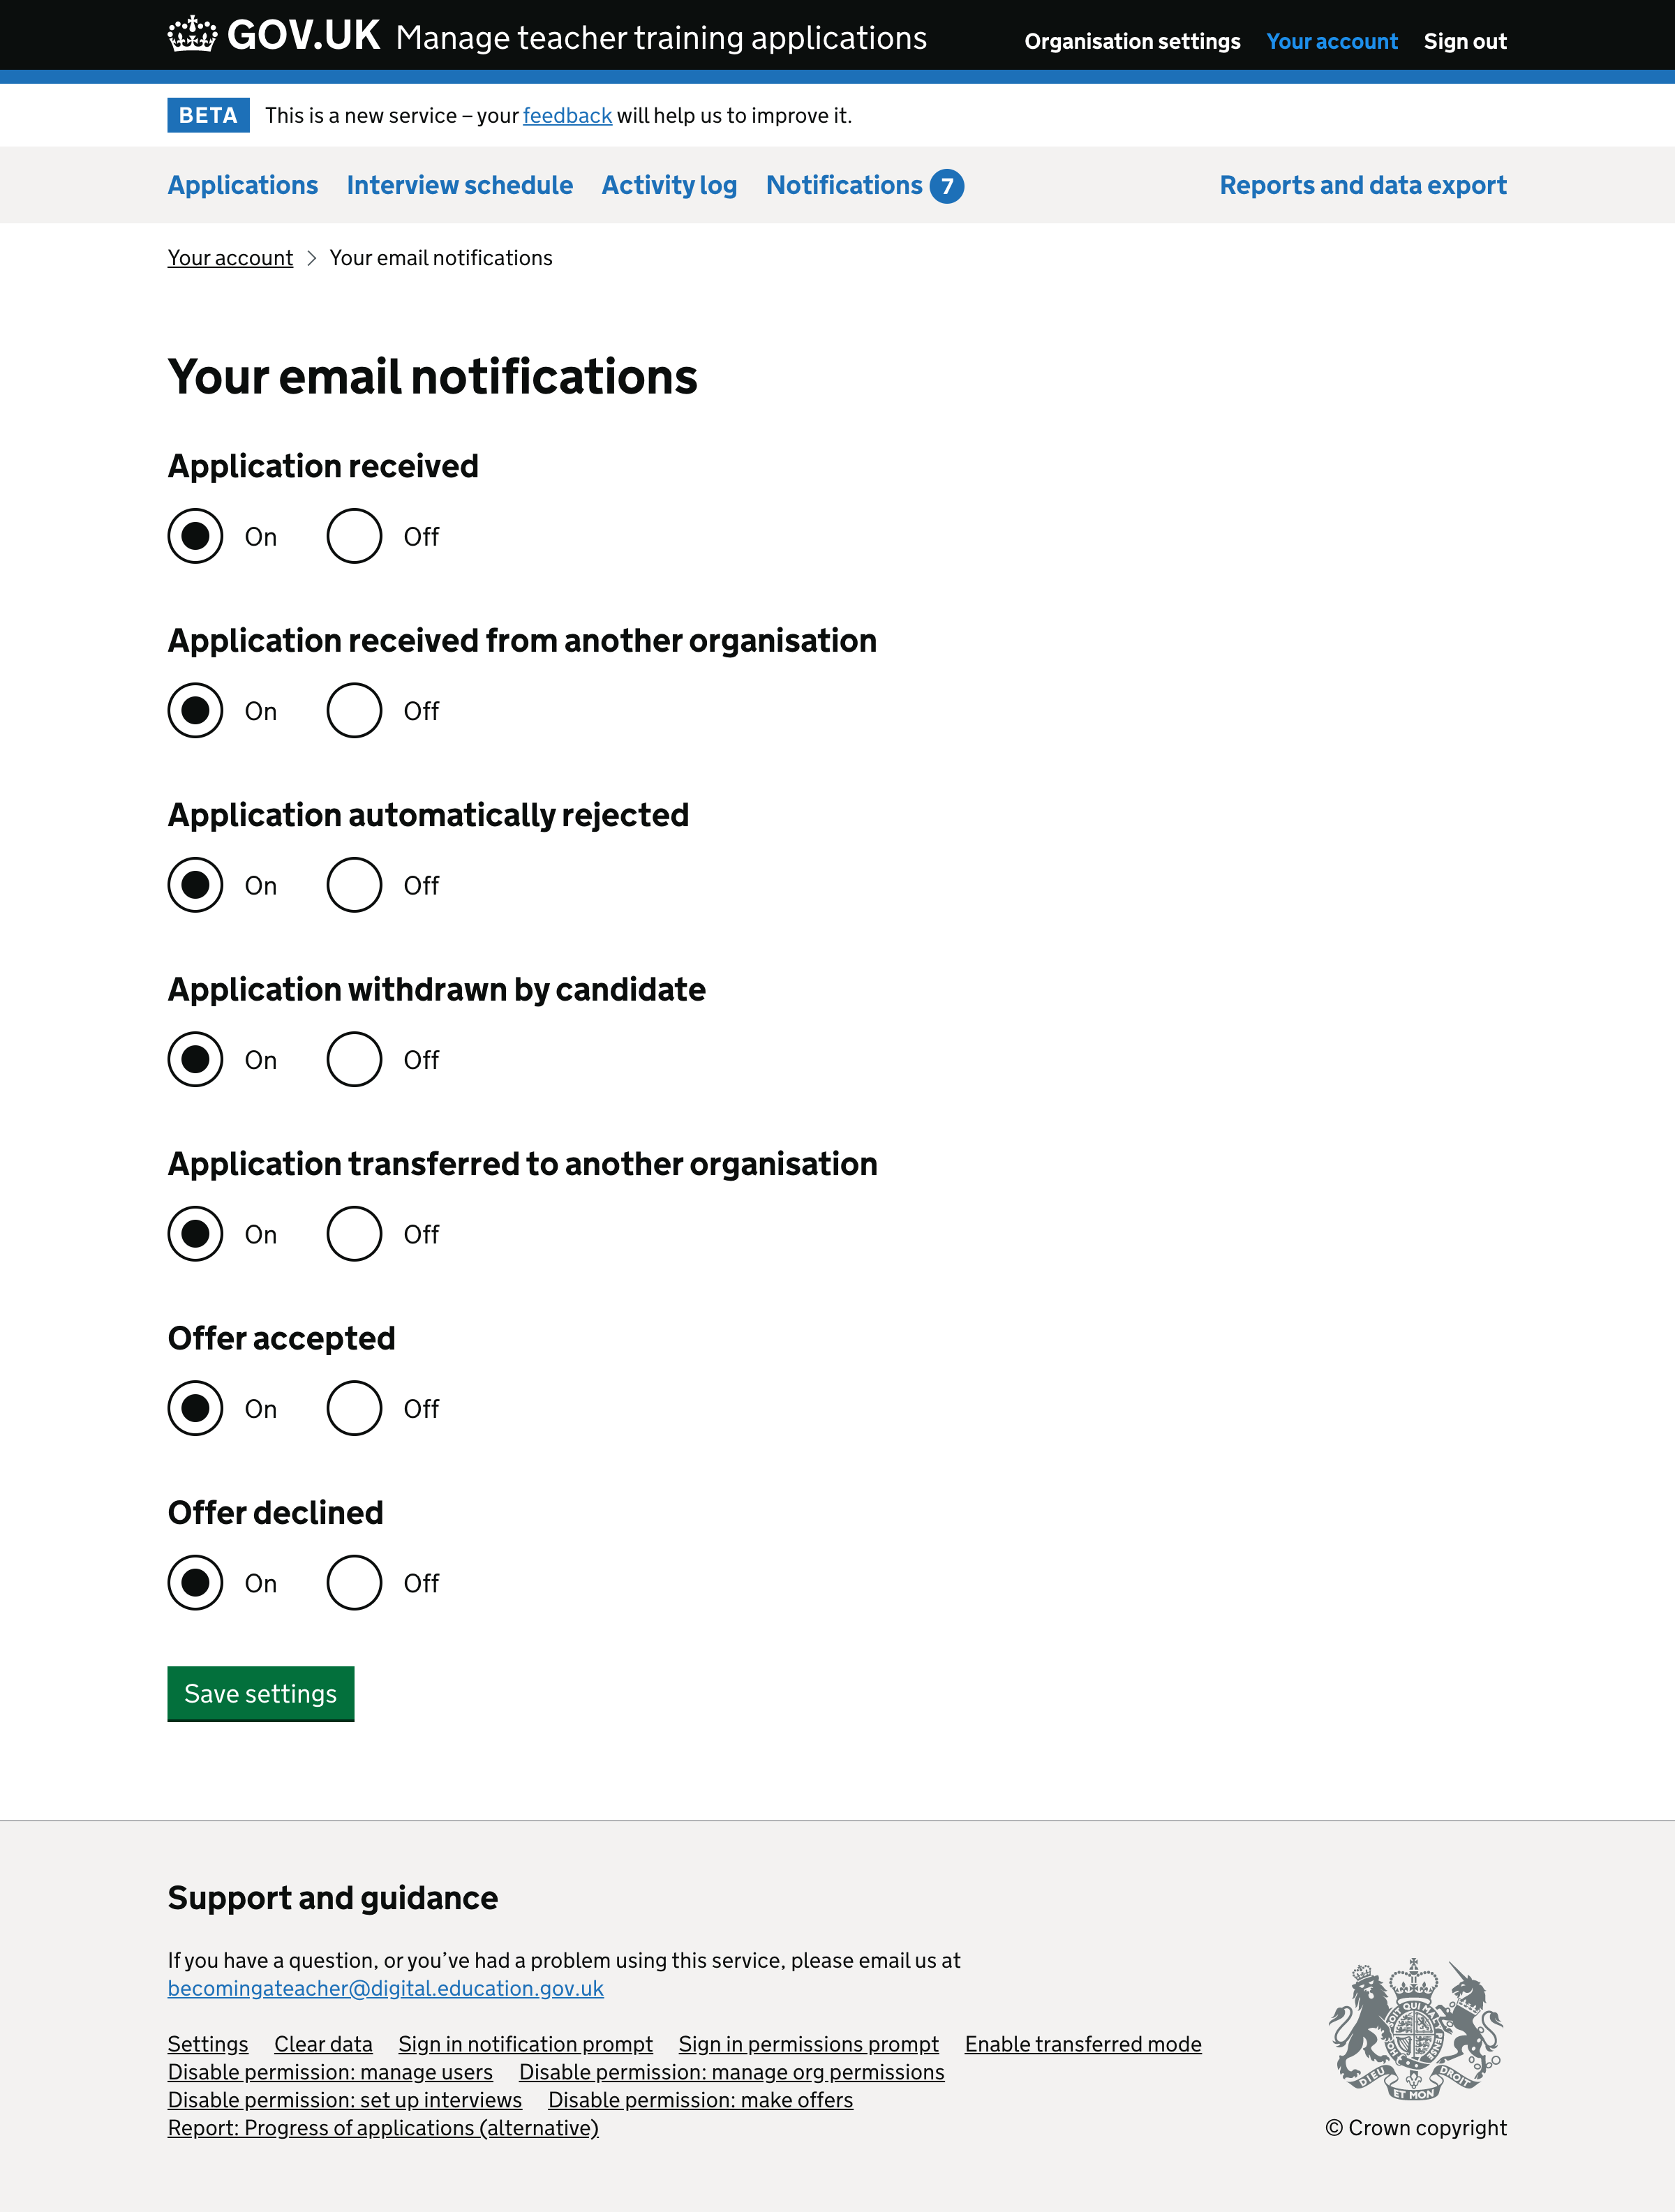 GOV.UK Manage teacher training applications Organisation settings Your account Sign out
BETA This is a new service – your feedback will help us to improve it.
Applications Interview schedule Activity log Notifications 7 Reports and data export
Your account Your email notifications
Your email notifications
Application received
On Off
Application received from another organisation
On Off
Application automatically rejected
On Off
Application withdrawn by candidate
On Off
Application transferred to another organisation
On Off
Offer accepted
On Off
Offer declined
On Off
Save settings
Support and guidance
If you have a question, or you’ve had a problem using this service, please email us at
becomingateacher@digital.education.gov.uk
Settings Clear data Sign in notification prompt Sign in permissions prompt Enable transferred mode
Disable permission: manage users Disable permission: manage org permissions
Disable permission: set up interviews Disable permission: make offers
Report: Progress of applications (alternative)
DIEU ET MON DROIT
© Crown copyright